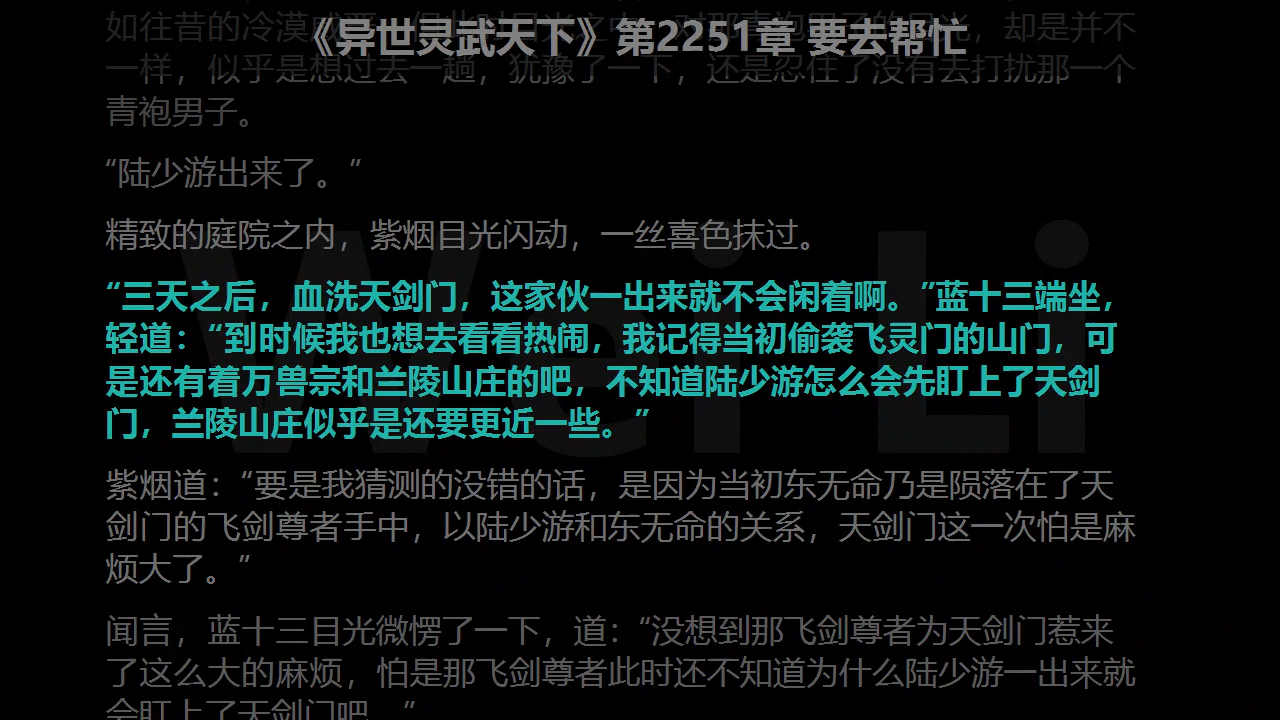 《异世灵武天下》第2251章 要去帮忙
一样，似乎是想过去一趟，犹豫了一下，还是忍住了没有去打扰那一个
青袍男子。
“陆少游出来了。”
精致的庭院之内，紫烟目光闪动，一丝喜色抹过。
“三天之后，血洗天剑门，这家伙一出来就不会闲着啊。”蓝十三端坐，
轻道：“到时候我也想去看看热闹，我记得当初偷袭飞灵门的山门，可
是还有着万兽宗和兰陵山庄的吧，不知道陆少游怎么会先盯上了天剑
门，兰陵山庄似乎是还要更近一些。”
紫烟道：“要是我猜测的没错的话，是因为当初东无命乃是陨落在了天
剑门的飞剑尊者手中，以陆少游和东无命的关系，天剑门这一次怕是麻
烦大了。”
闻言，蓝十三目光微愣了一下，道：“没想到那飞剑尊者为天剑门惹来
了这么大的麻烦，怕是那飞剑尊者此时还不知道为什么陆少游一出来就
会盯上了天剑门吧。”
Wei Li